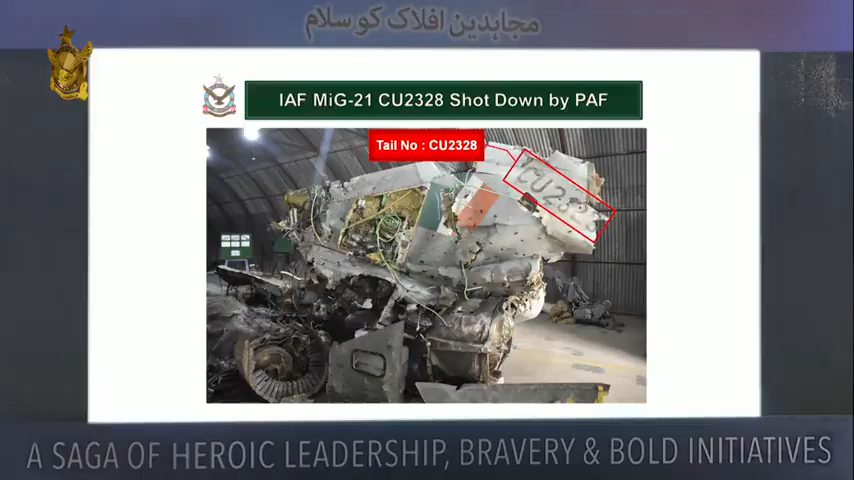 مجاہدین افلاک کو سلام
IAF MiG-21 CU2328 Shot Down by PAF
Tail No : CU2328
CU2328
A SAGA OF HEROIC LEADERSHIP, BRAVERY & BOLD INITIATIVES